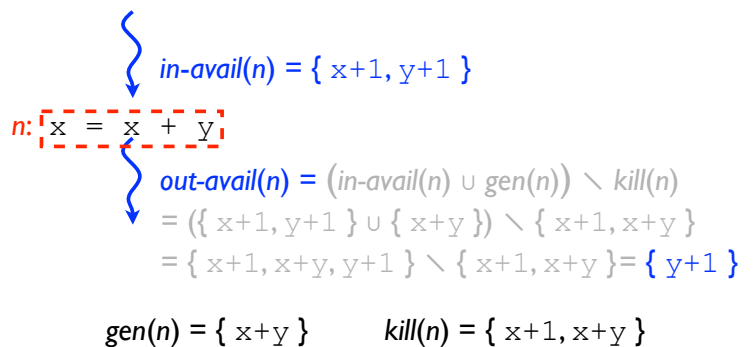 in-avail(n) = { x+1, y+1 }
n: x = x + y
out-avail(n) = (in-avail(n) ∪ gen(n)) ∖ kill(n)
= ({ x+1, y+1 } ∪ { x+y }) ∖ { x+1, x+y }
= { x+1, x+y, y+1 } ∖ { x+1, x+y }= { y+1 }
gen(n) = { x+y } kill(n) = { x+1, x+y }